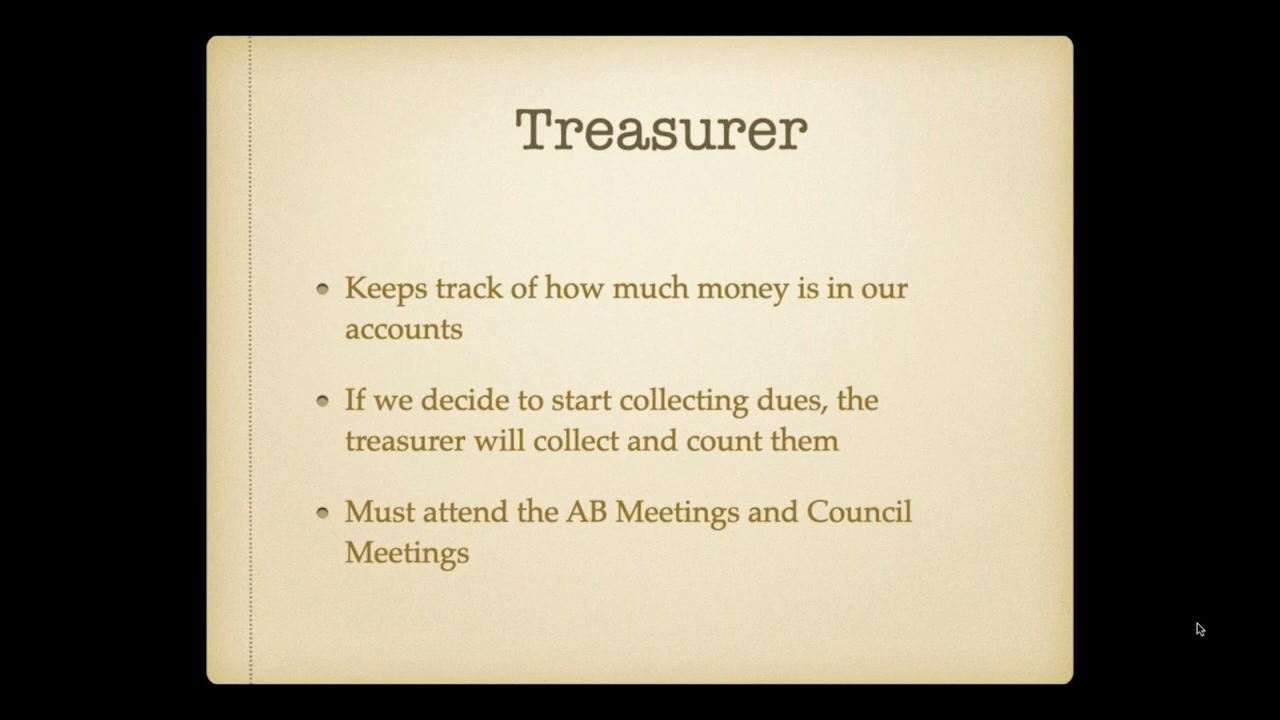 Treasurer
• Keeps track of how much money is in our
accounts
• If we decide to start collecting dues, the
treasurer will collect and count them
• Must attend the AB Meetings and Council
Meetings